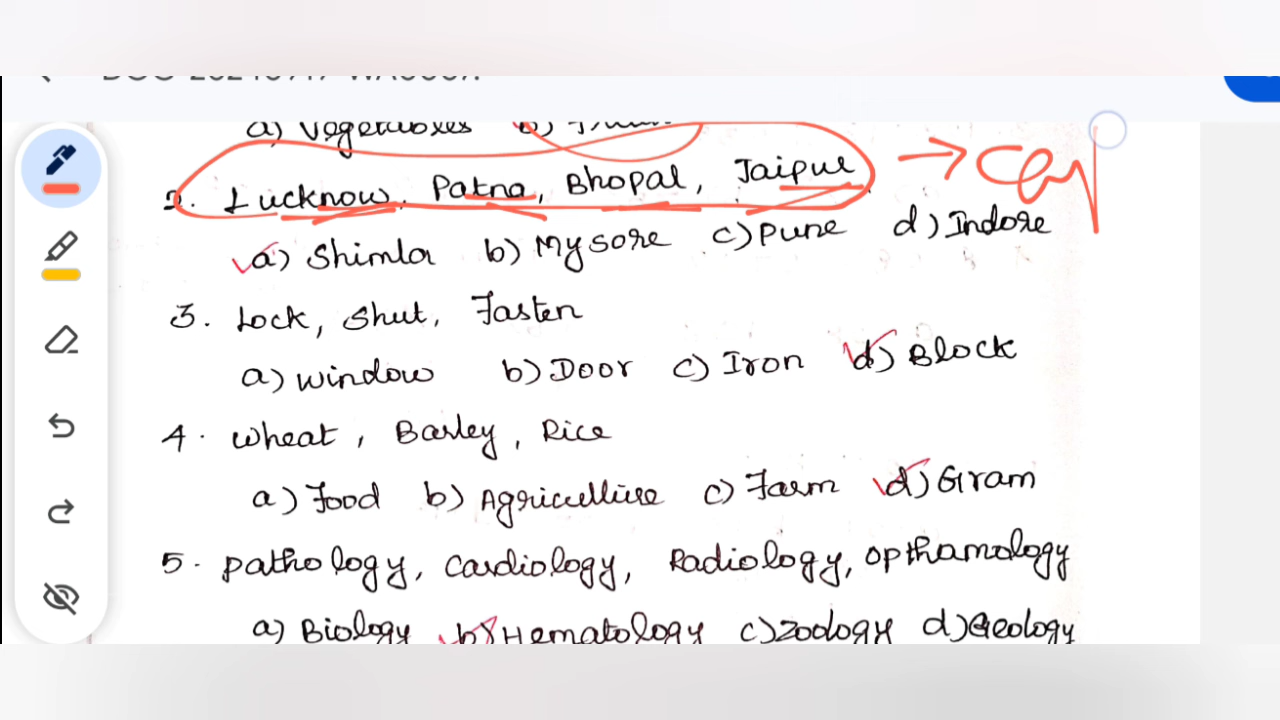 a) Vegetables b)
2. Lucknow, Patna, Bhopal, Jaipur →
a) Shimla b) Mysore c) Pune d) Indore
3. Lock, Shut, Fasten
a) window b) Door c) Iron d) Block
4. Wheat, Barley, Rice
a) Food b) Agriculture c) Farm d) Gram
5. Pathology, Cardiology, Radiology, Opthamology
a) Biology b) Hematology c) Zoology d) Geology